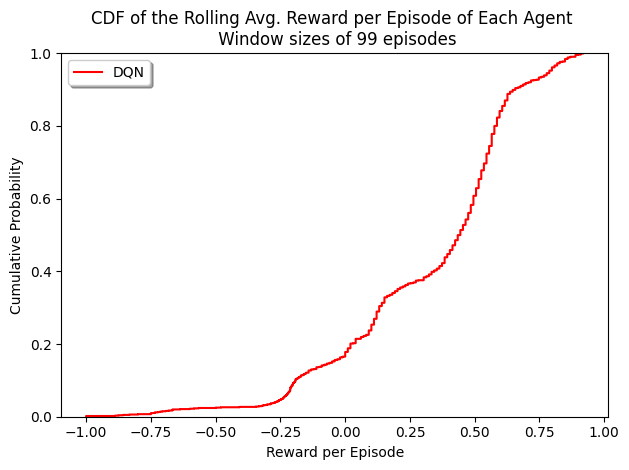 CDF of the Rolling Avg. Reward per Episode of Each Agent
Window sizes of 99 episodes
DQN
Cumulative Probability
1.0
0.8
0.6
0.4
0.2
0.0
−1.00 −0.75 −0.50 −0.25 0.00 0.25 0.50 0.75 1.00
Reward per Episode